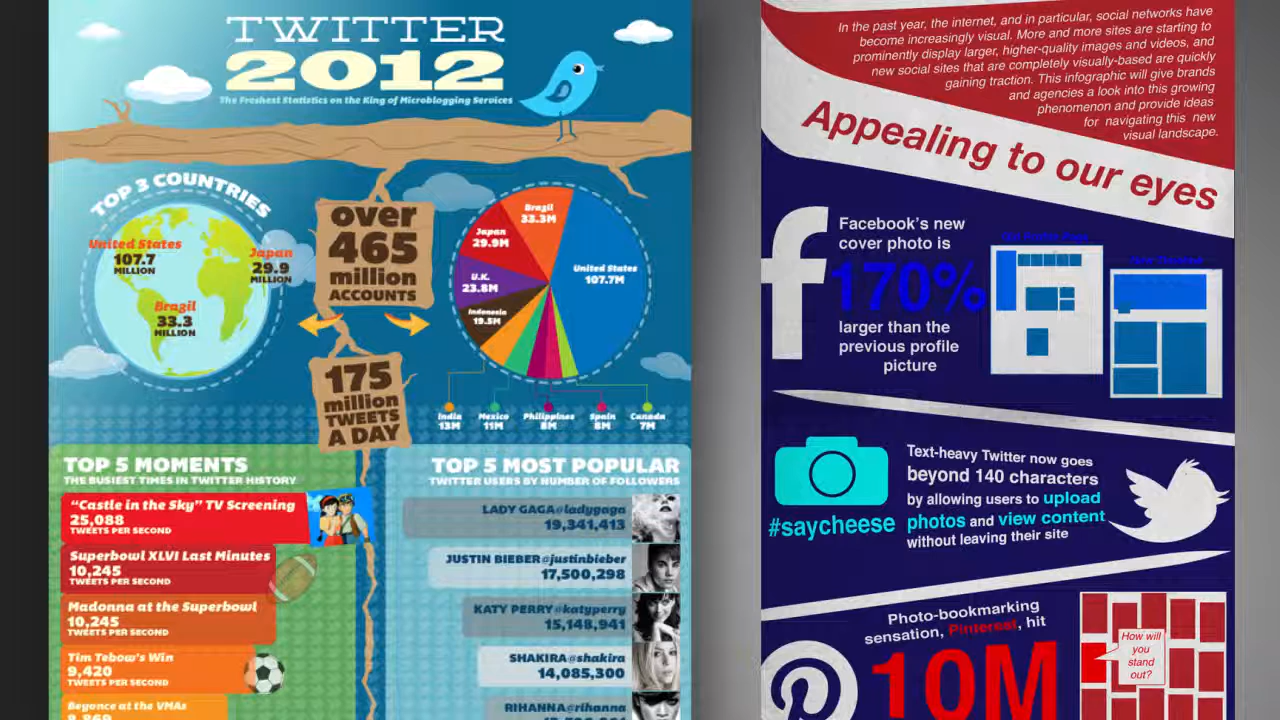 TWITTER
2012
The Freshest Statistics on the King of Microblogging Services
TOP 3 COUNTRIES
United States
107.7
MILLION
Japan
29.9
MILLION
Brazil
33.3
MILLION
over
465
million
ACCOUNTS
175
million
TWEETS
A DAY
Brazil
33.3M
Japan
29.9M
U.K.
23.8M
Indonesia
19.5M
United States
107.7M
India
13M
Mexico
11M
Philippines
8M
Spain
8M
Canada
7M
TOP 5 MOMENTS
THE BUSIEST TIMES IN TWITTER HISTORY
“Castle in the Sky” TV Screening
25,088
TWEETS PER SECOND
Superbowl XLVI Last Minutes
10,245
TWEETS PER SECOND
Madonna at the Superbowl
10,245
TWEETS PER SECOND
Tim Tebow's Win
9,420
TWEETS PER SECOND
Beyonce at the VMAs
TOP 5 MOST POPULAR
TWITTER USERS BY NUMBER OF FOLLOWERS
LADY GAGA@ladygaga
19,341,413
JUSTIN BIEBER@justinbieber
17,500,298
KATY PERRY@katyperry
15,148,941
SHAKIRA@shakira
14,085,300
RIHANNA@rihanna
In the past year, the internet, and in particular, social networks have
become increasingly visual. More and more sites are starting to
prominently display larger, higher-quality images and videos, and
new social sites that are completely visually-based are quickly
gaining traction. This infographic will give brands
and agencies a look into this growing
phenomenon and provide ideas
for navigating this new
visual landscape.
Appealing to our eyes
f
Facebook's new
cover photo is
170%
larger than the
previous profile
picture
#saycheese
Text-heavy Twitter now goes
beyond 140 characters
by allowing users to upload
photos and view content
without leaving their site
Photo-bookmarking
sensation, Pinterest, hit
10M
How will
you
stand
out?